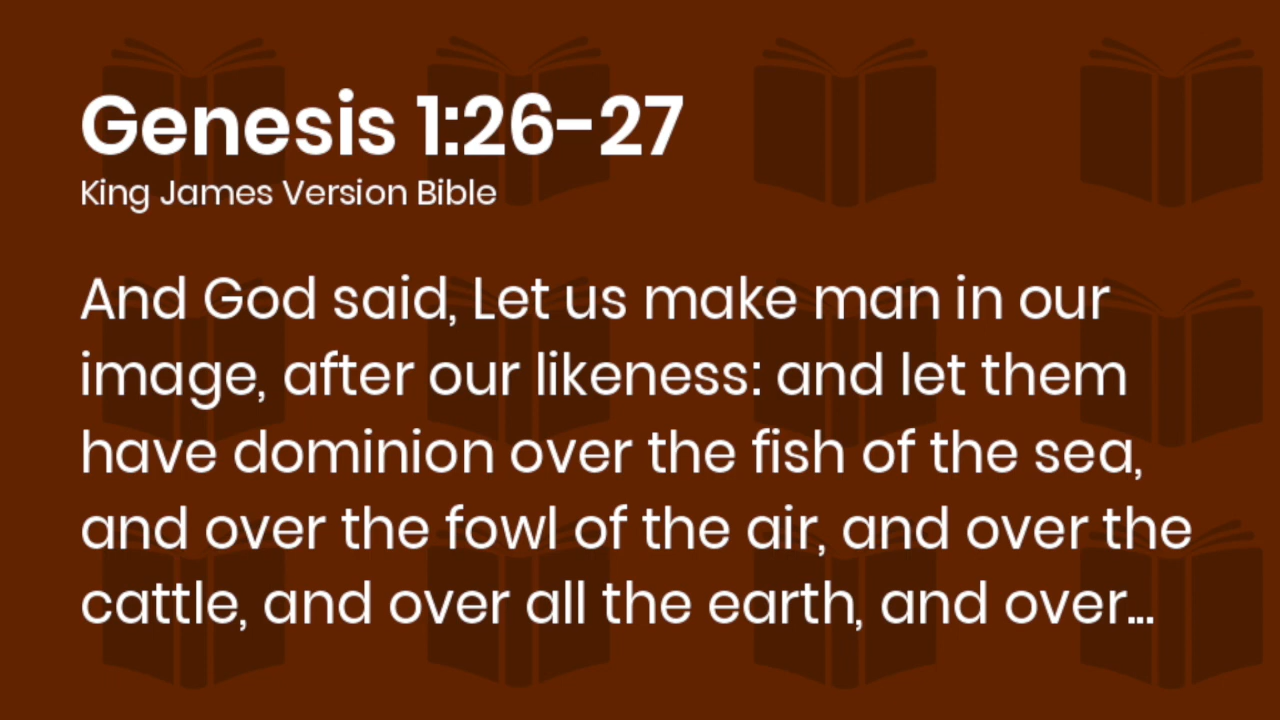 Genesis 1:26-27
King James Version Bible
And God said, Let us make man in our
image, after our likeness: and let them
have dominion over the fish of the sea,
and over the fowl of the air, and over the
cattle, and over all the earth, and over...